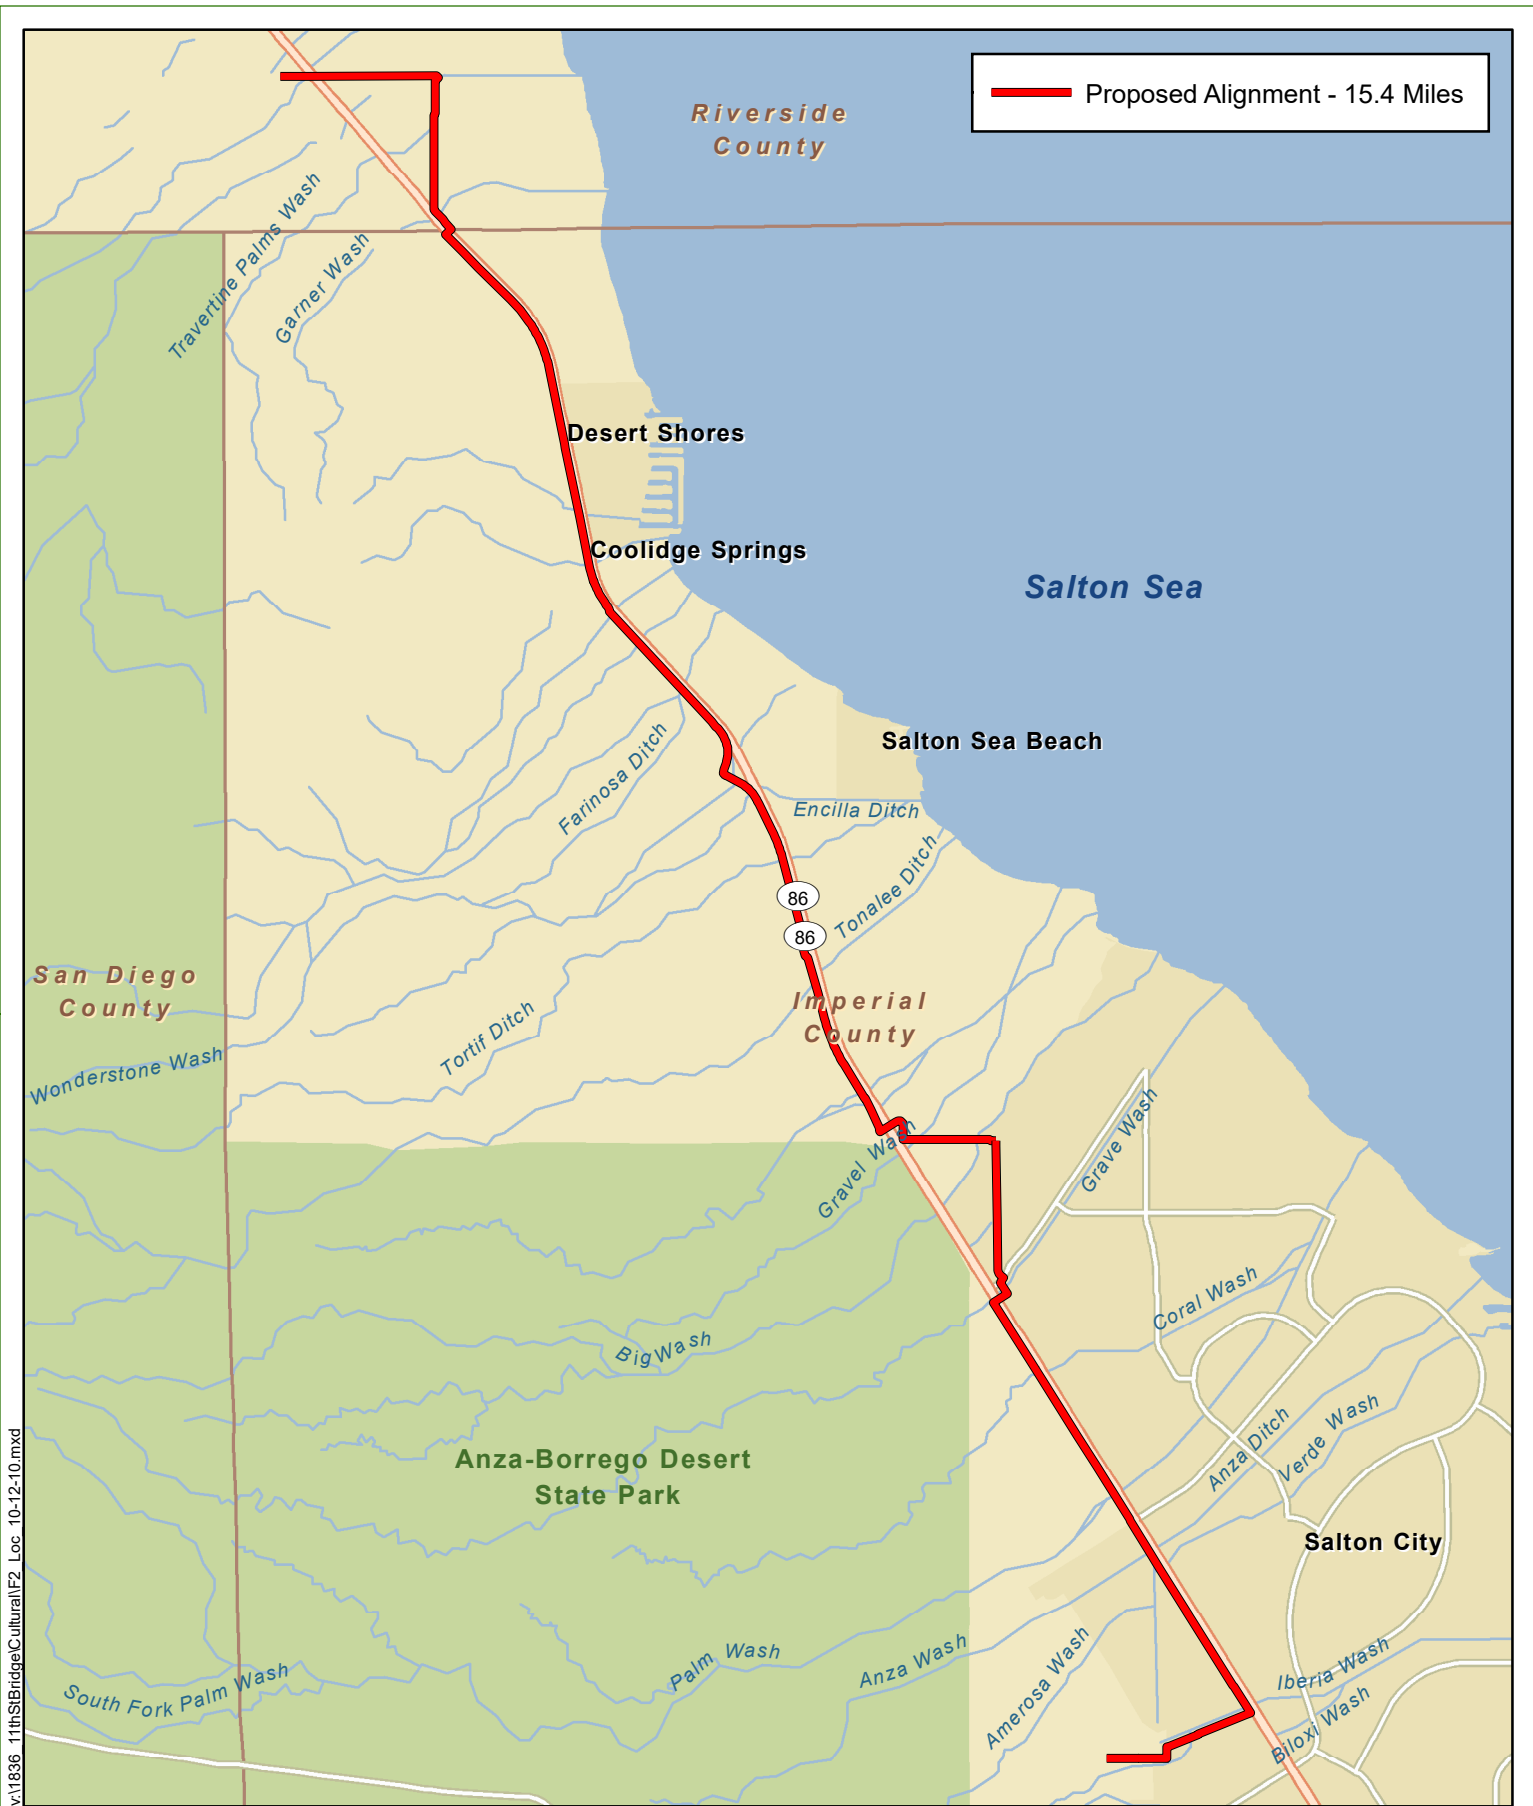 Proposed Alignment - 15.4 Miles
Riverside
County
Travertine Palms Wash
Garner Wash
Desert Shores
Coolidge Springs
Salton Sea
Farinosa Ditch
Salton Sea Beach
Encilla Ditch
Tonalee Ditch
86
86
San Diego
County
Imperial
County
Tortif Ditch
Wonderstone Wash
Gravel Wash
Grave Wash
Coral Wash
BigWash
Anza Ditch
Verde Wash
Anza-Borrego Desert
State Park
Salton City
Palm Wash
Anza Wash
Amerosa Wash
Iberia Wash
Biloxi Wash
South Fork Palm Wash
v:\1836_11thStBridge\Cultural\F2_Loc_10-12-10.mxd